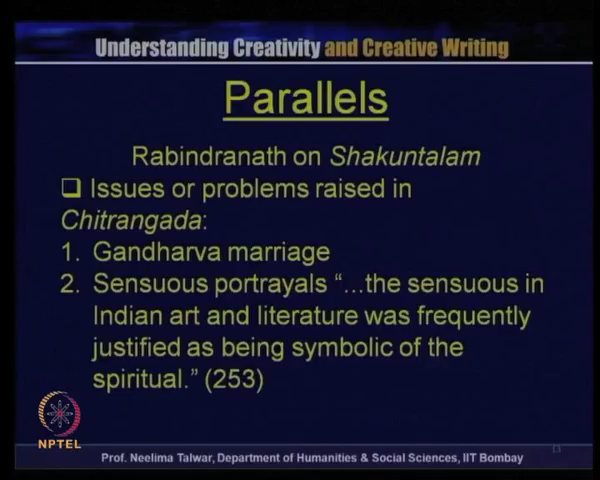 Understanding Creativity and Creative Writing
Parallels
Rabindranath on Shakuntalam
❑ Issues or problems raised in
Chitrangada:
1. Gandharva marriage
2. Sensuous portrayals “...the sensuous in
Indian art and literature was frequently
justified as being symbolic of the
spiritual.” (253)
NPTEL
Prof. Neelima Talwar, Department of Humanities & Social Sciences, IIT Bombay